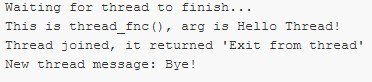 Waiting for thread to finish...
This is thread_fnc(), arg is Hello Thread!
Thread joined, it returned 'Exit from thread'
New thread message: Bye!